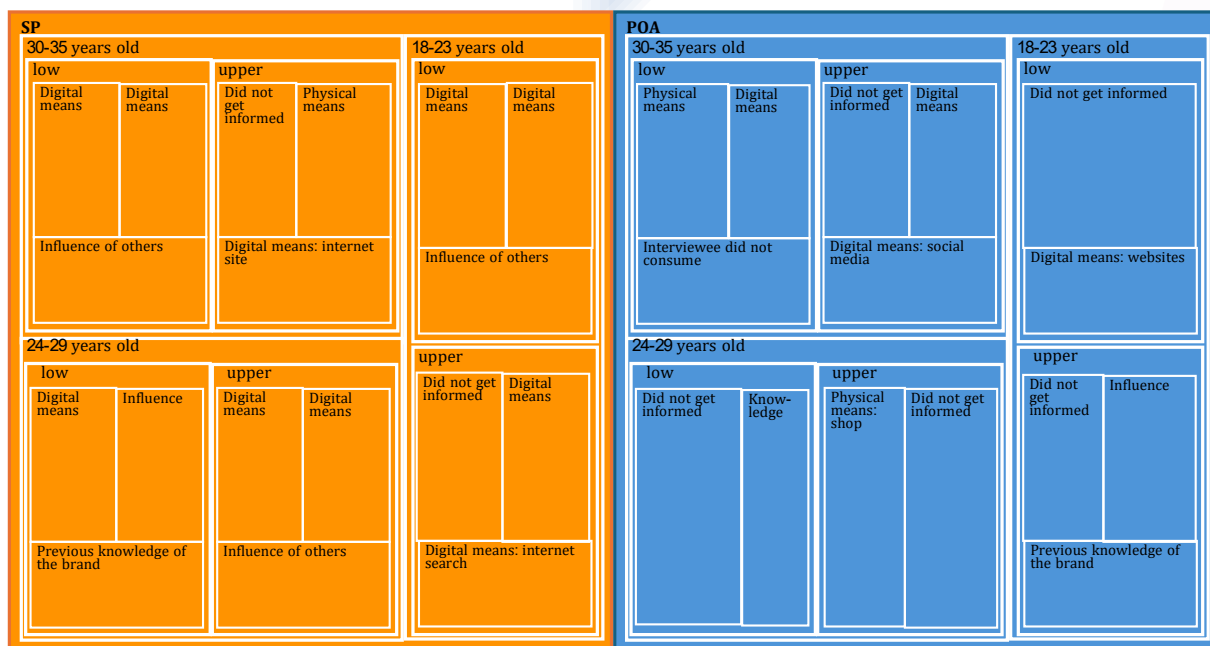 SP
30-35 years old
low
Digital
means
Digital
means
Influence of others
upper
Did not
get
informed
Physical
means
Digital means: internet
site
18-23 years old
low
Digital
means
Digital
means
Influence of others
24-29 years old
low
Digital
means
Influence
Previous knowledge of
the brand
upper
Digital
means
Digital
means
Influence of others
upper
Did not get
informed
Digital
means
Digital means: internet
search
POA
30-35 years old
low
Physical
means
Digital
means
Interviewee did not
consume
upper
Did not get
informed
Digital
means
Digital means: social
media
18-23 years old
low
Did not get informed
Digital means: websites
24-29 years old
low
Did not get
informed
Know-
ledge
upper
Physical
means:
shop
Did not get
informed
upper
Did not
get
informed
Influence
Previous knowledge of
the brand